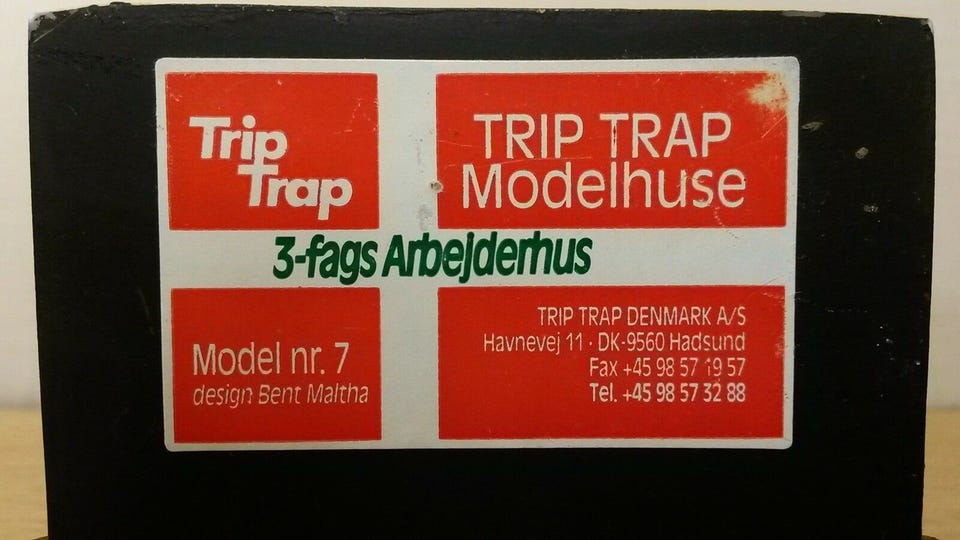 Trip
Trap
TRIP TRAP
Modelhuse
3-fags Arbejderhus
Model nr. 7
design Bent Maltha
TRIP TRAP DENMARK A/S
Havnevej 11 · DK-9560 Hadsund
Fax +45 98 57 19 57
Tel. +45 98 57 32 88